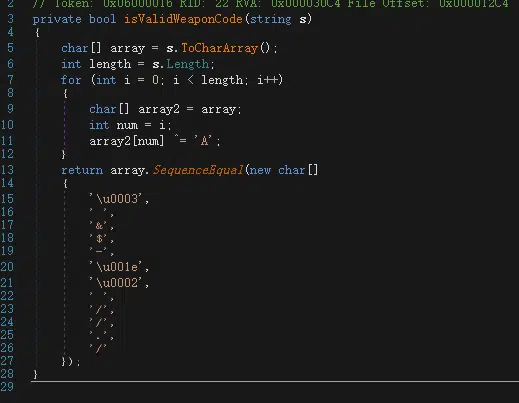 2 // Token: 0x06000016 RID: 22 RVA: 0x000030C4 File Offset: 0x000012C4
3 private bool isValidWeaponCode(string s)
4 {
5 char[] array = s.ToCharArray();
6 int length = s.Length;
7 for (int i = 0; i < length; i++)
8 {
9 char[] array2 = array;
10 int num = i;
11 array2[num] ^= 'A';
12 }
13 return array.SequenceEqual(new char[]
14 {
15 '\u0003',
16 ' ',
17 '&',
18 '$',
19 '-',
20 '\u001e',
21 '\u0002',
22 ' ',
23 '/',
24 '/',
25 '.',
26 '/'
27 });
28 }
29